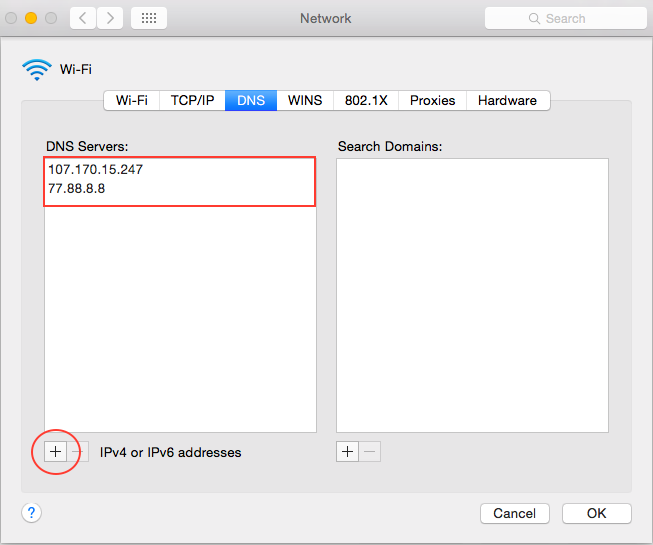 Network
Search
Wi-Fi
Wi-Fi TCP/IP DNS WINS 802.1X Proxies Hardware
DNS Servers:
107.170.15.247
77.88.8.8
Search Domains:
+ − IPv4 or IPv6 addresses
+ −
? Cancel OK